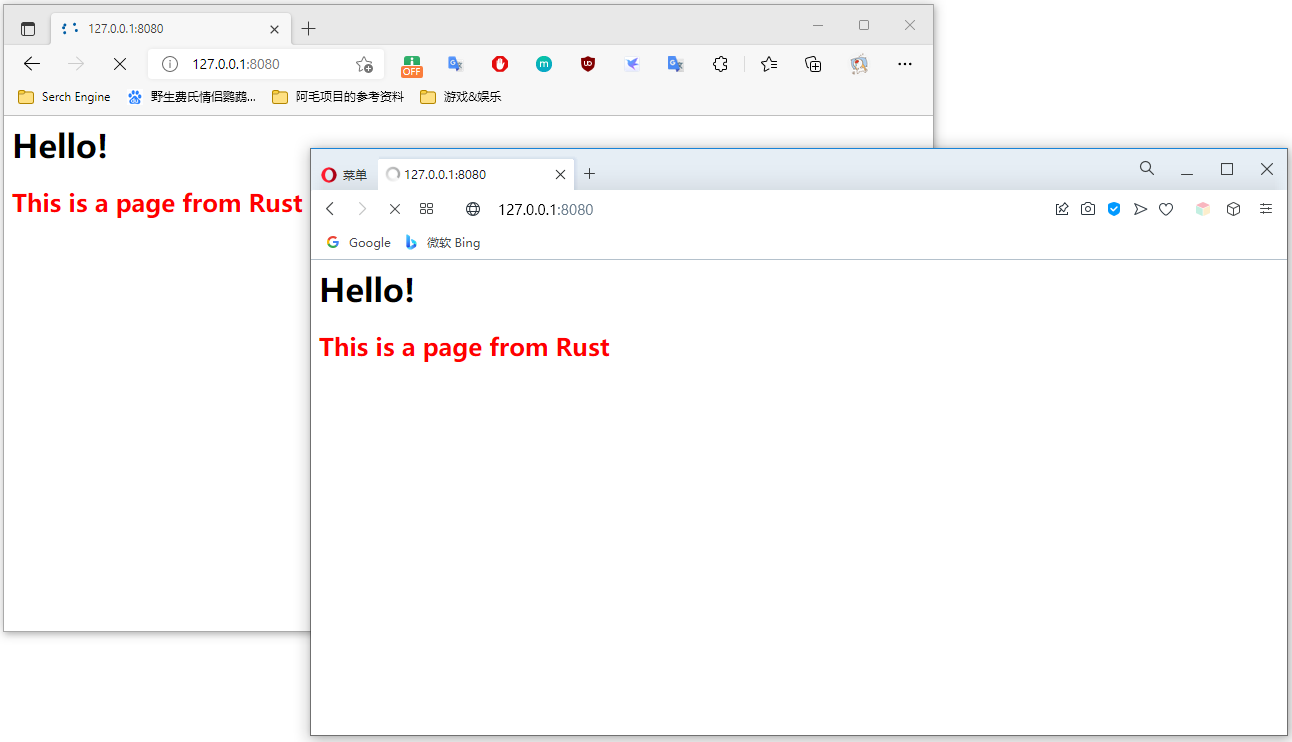 127.0.0.1:8080
127.0.0.1:8080
OFF
Serch Engine 野生费氏情侣鹦鹉... 阿毛项目的参考资料 游戏&娱乐
Hello!
This is a page from Rust
菜单 127.0.0.1:8080
127.0.0.1:8080
Google 微软 Bing
Hello!
This is a page from Rust